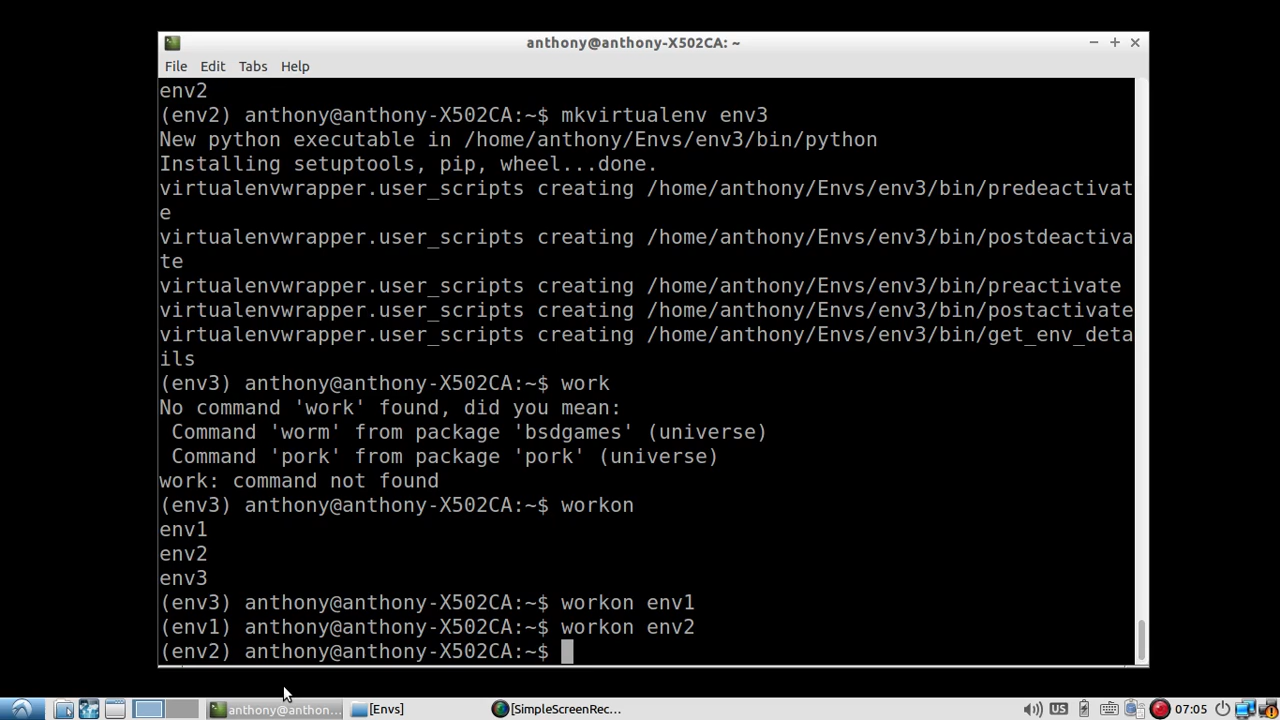 anthony@anthony-X502CA: ~
File Edit Tabs Help
env2
(env2) anthony@anthony-X502CA:~$ mkvirtualenv env3
New python executable in /home/anthony/Envs/env3/bin/python
Installing setuptools, pip, wheel...done.
virtualenvwrapper.user_scripts creating /home/anthony/Envs/env3/bin/predeactivat
e
virtualenvwrapper.user_scripts creating /home/anthony/Envs/env3/bin/postdeactiva
te
virtualenvwrapper.user_scripts creating /home/anthony/Envs/env3/bin/preactivate
virtualenvwrapper.user_scripts creating /home/anthony/Envs/env3/bin/postactivate
virtualenvwrapper.user_scripts creating /home/anthony/Envs/env3/bin/get_env_deta
ils
(env3) anthony@anthony-X502CA:~$ work
No command 'work' found, did you mean:
 Command 'worm' from package 'bsdgames' (universe)
 Command 'pork' from package 'pork' (universe)
work: command not found
(env3) anthony@anthony-X502CA:~$ workon
env1
env2
env3
(env3) anthony@anthony-X502CA:~$ workon env1
(env1) anthony@anthony-X502CA:~$ workon env2
(env2) anthony@anthony-X502CA:~$
anthony@anthon... [Envs] [SimpleScreenRec... US 07:05